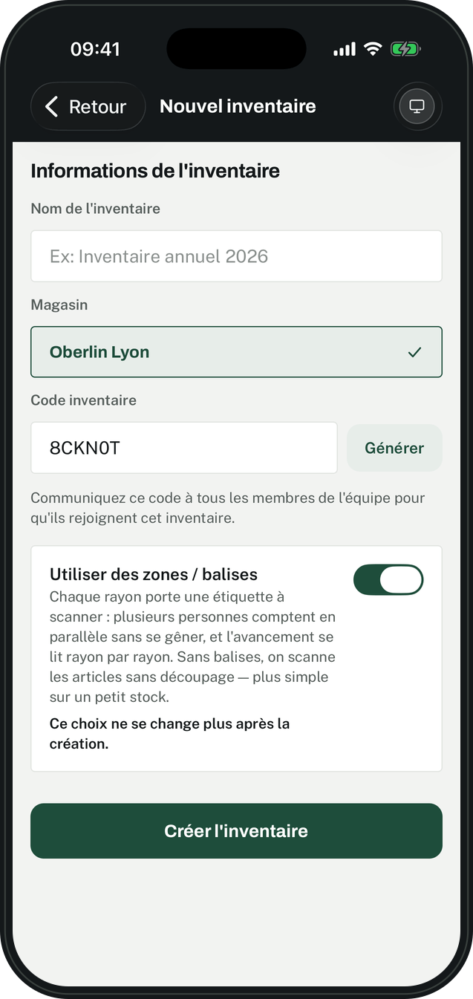 09:41
Retour
Nouvel inventaire
Informations de l'inventaire
Nom de l'inventaire
Ex: Inventaire annuel 2026
Magasin
Oberlin Lyon
Code inventaire
8CKN0T
Générer
Communiquez ce code à tous les membres de l'équipe pour
qu'ils rejoignent cet inventaire.
Utiliser des zones / balises
Chaque rayon porte une étiquette à
scanner : plusieurs personnes comptent en
parallèle sans se gêner, et l'avancement se
lit rayon par rayon. Sans balises, on scanne
les articles sans découpage — plus simple
sur un petit stock.
Ce choix ne se change plus après la
création.
Créer l'inventaire